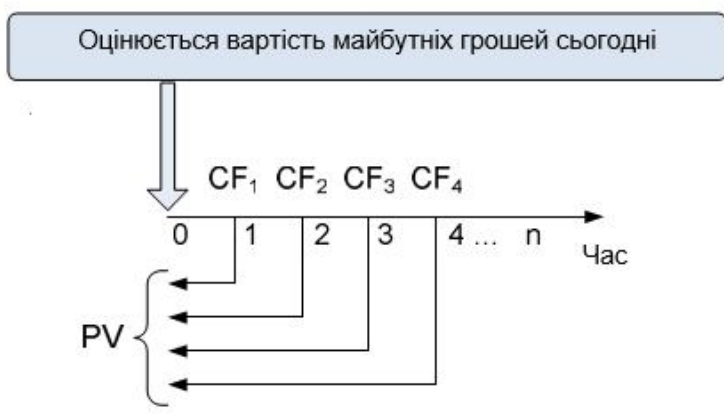 Оцінюється вартість майбутніх грошей сьогодні
CF₁ CF₂ CF₃ CF₄
0 1 2 3 4 ... n
Час
PV